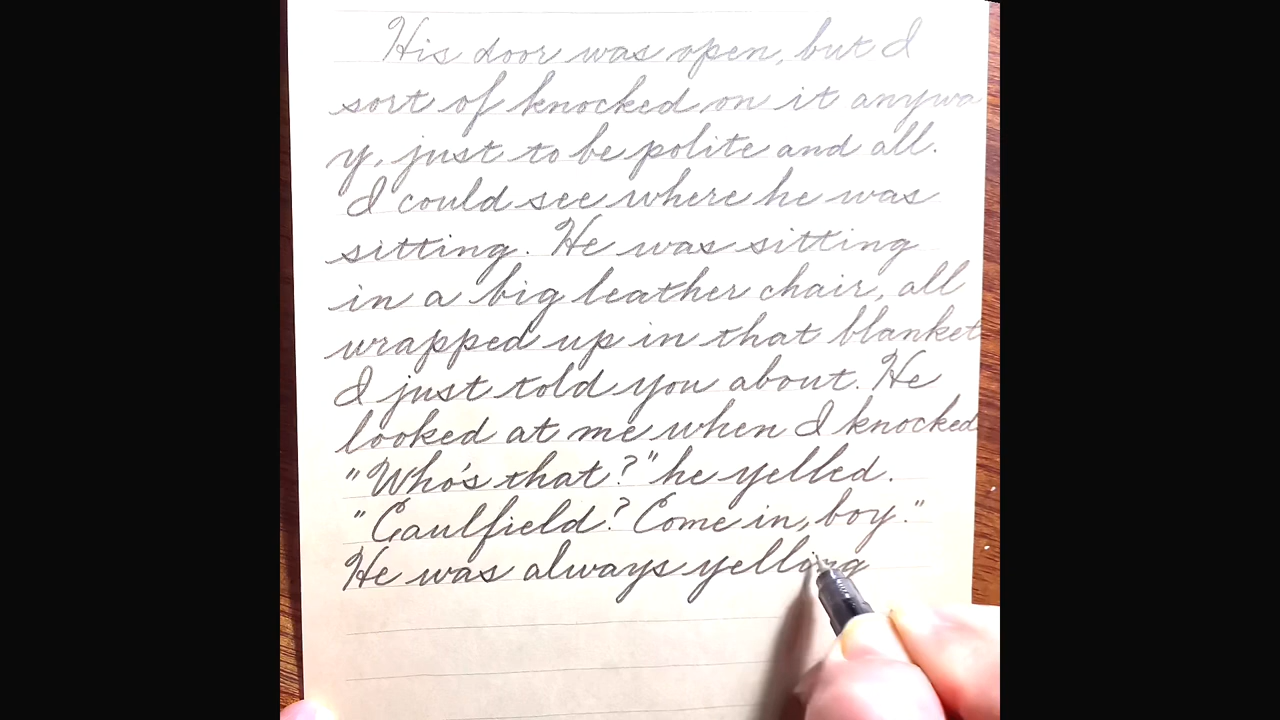 His door was open, but I
sort of knocked on it anywa
y, just to be polite and all.
I could see where he was
sitting. He was sitting
in a big leather chair, all
wrapped up in that blanket
I just told you about. He
looked at me when I knocked
"Who's that?" he yelled.
"Caulfield? Come in, boy."
He was always yelling